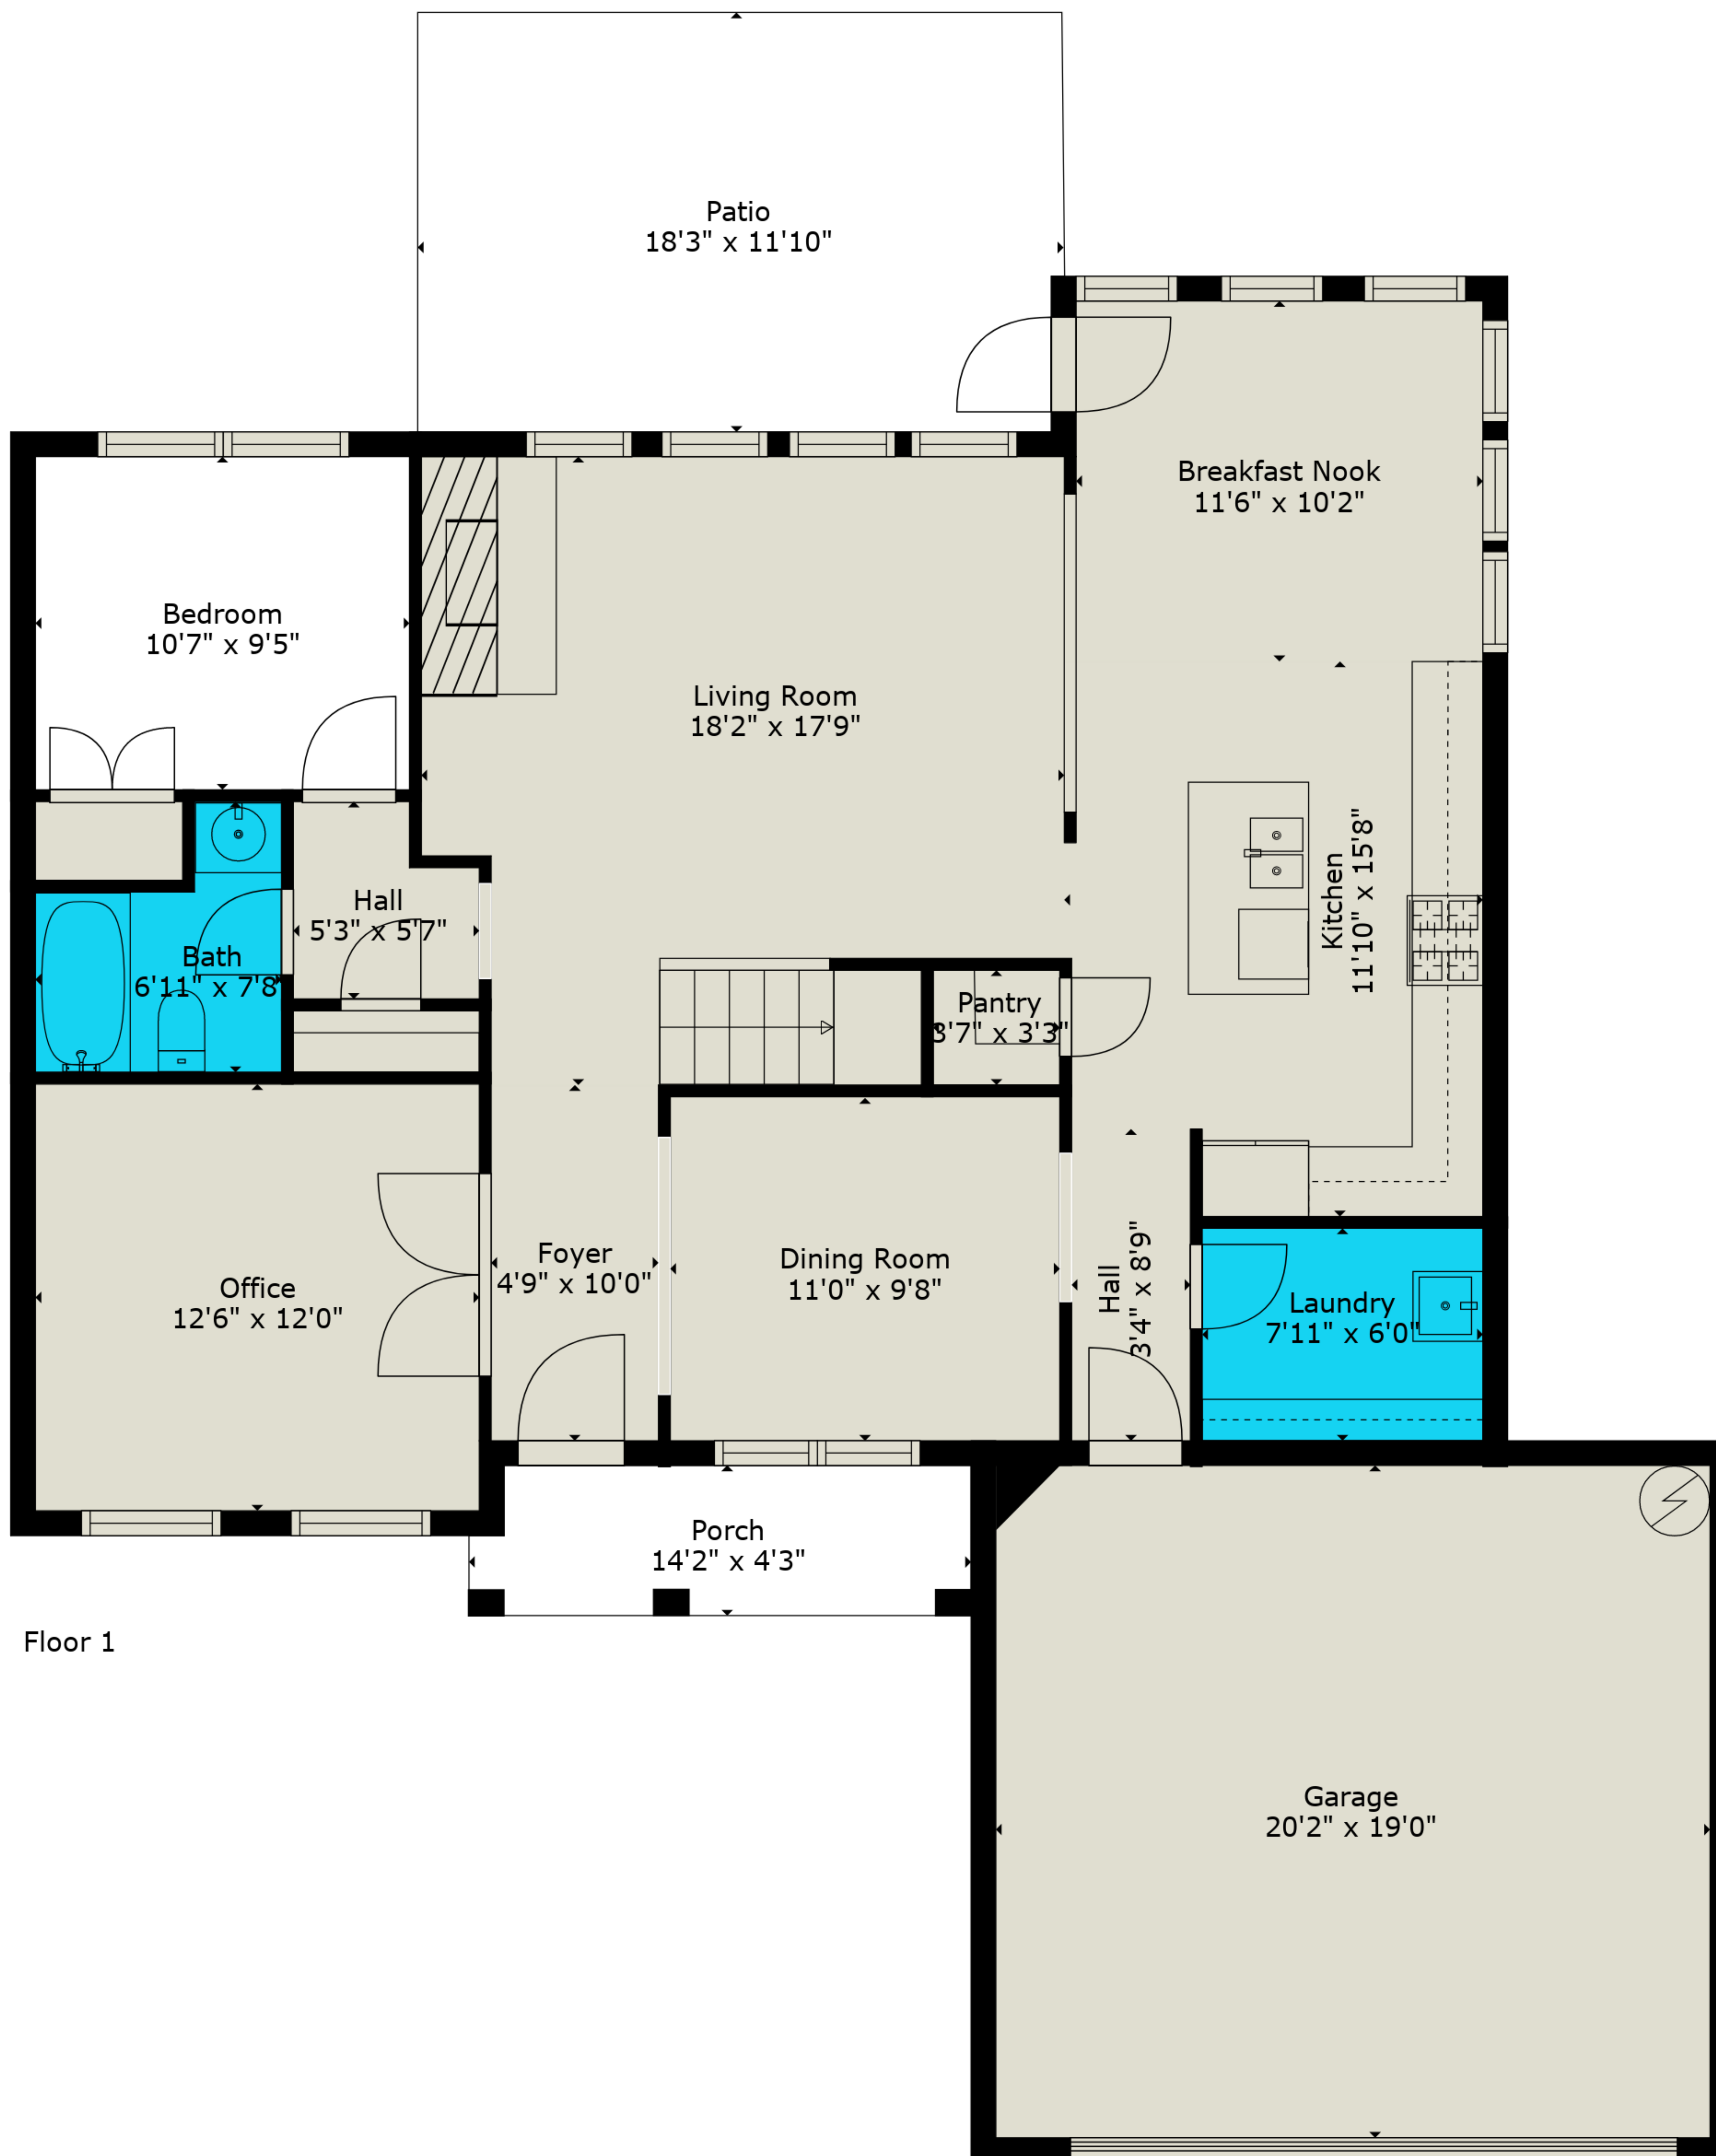 Patio
18'3" x 11'10"
Breakfast Nook
11'6" x 10'2"
Bedroom
10'7" x 9'5"
Living Room
18'2" x 17'9"
Kitchen
11'10" x 15'8"
Hall
5'3" x 5'7"
Bath
6'11" x 7'8"
Pantry
3'7" x 3'3"
Foyer
4'9" x 10'0"
Dining Room
11'0" x 9'8"
Hall
3'4" x 8'9"
Office
12'6" x 12'0"
Laundry
7'11" x 6'0"
Porch
14'2" x 4'3"
Floor 1
Garage
20'2" x 19'0"